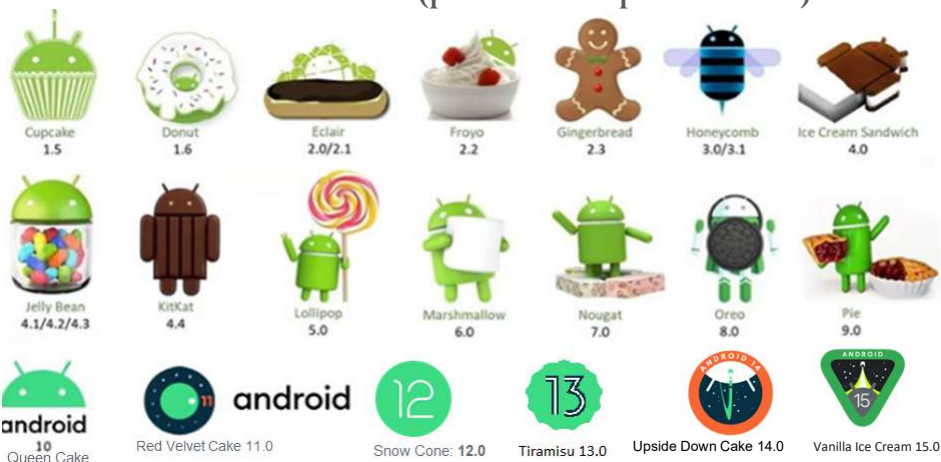 Cupcake Donut Eclair Froyo Gingerbread Honeycomb Ice Cream Sandwich
1.5 1.6 2.0/2.1 2.2 2.3 3.0/3.1 4.0
Jelly Bean KitKat Lollipop Marshmallow Nougat Oreo Pie
4.1/4.2/4.3 4.4 5.0 6.0 7.0 8.0 9.0
android
10
Queen Cake
11
android
Red Velvet Cake 11.0
12
Snow Cone: 12.0
13
Tiramisu 13.0
ANDROID 14
Upside Down Cake 14.0
ANDROID
15
Vanilla Ice Cream 15.0